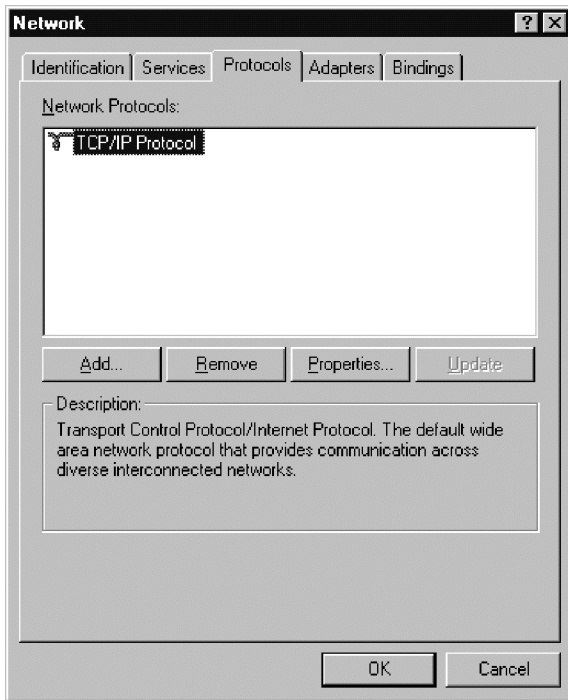 Network
Identification Services Protocols Adapters Bindings
Network Protocols:
TCP/IP Protocol
Add... Remove Properties... Update
Description:
Transport Control Protocol/Internet Protocol. The default wide
area network protocol that provides communication across
diverse interconnected networks.
OK Cancel